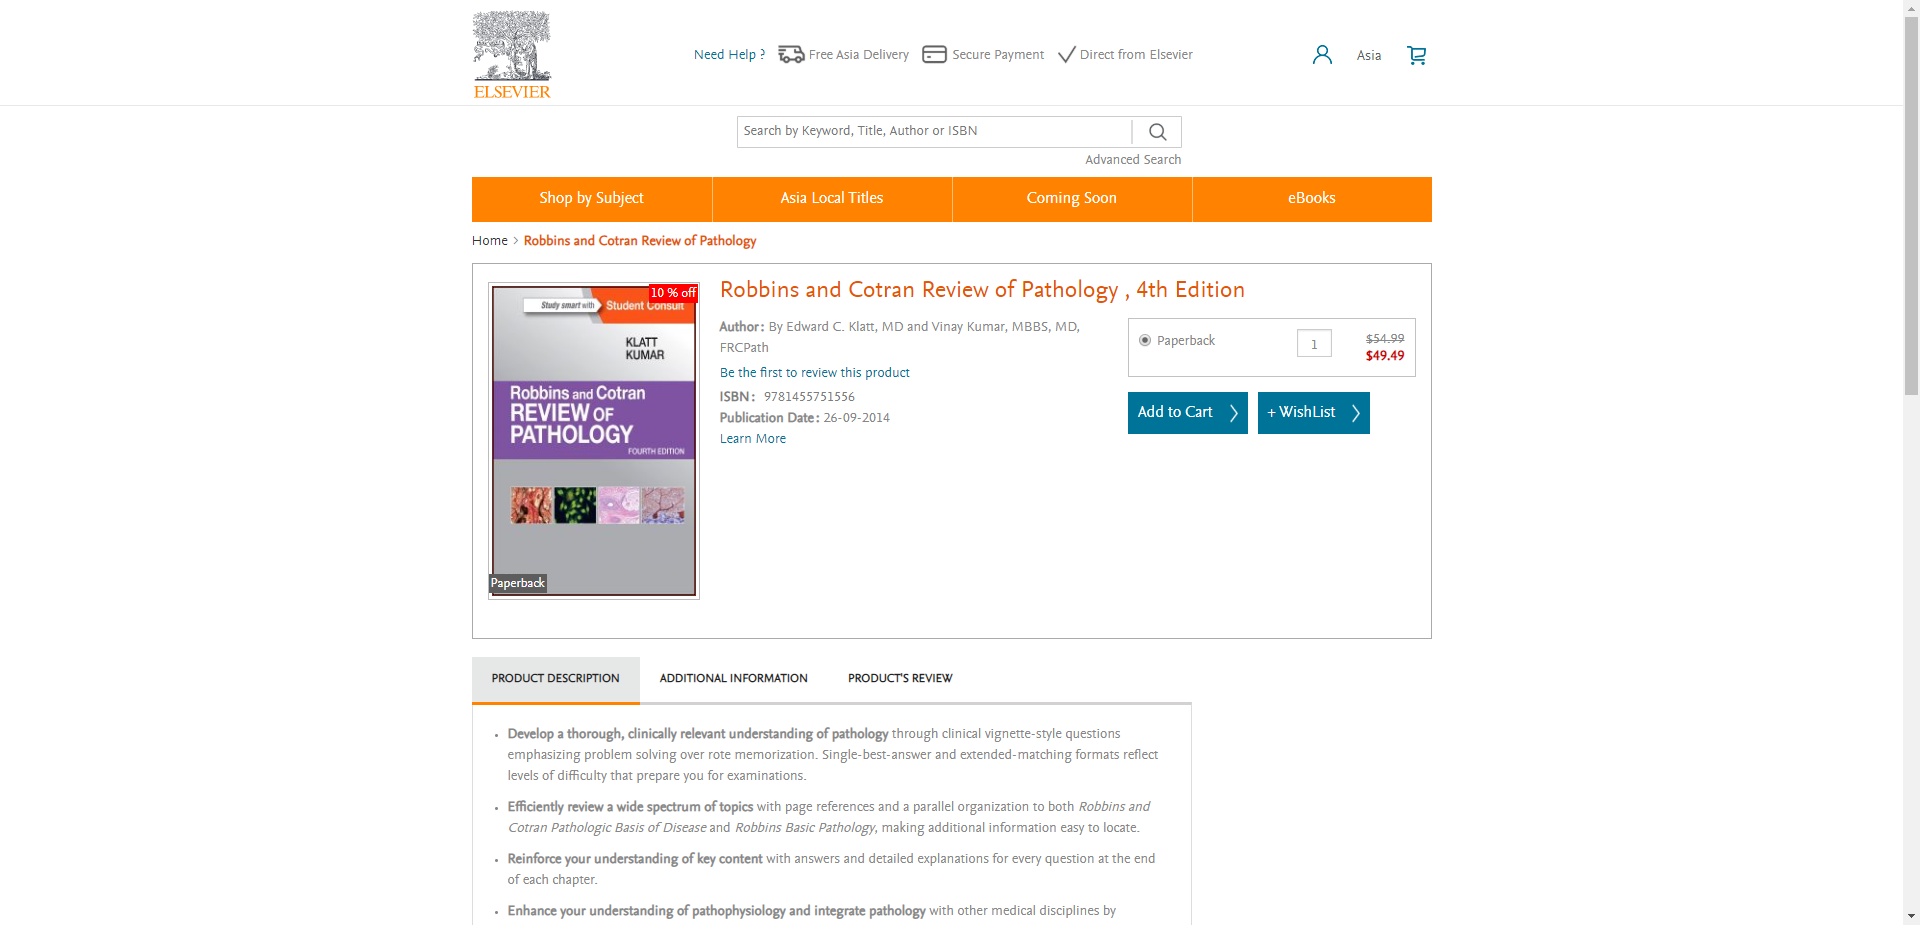 ELSEVIER
Need Help ? Free Asia Delivery Secure Payment Direct from Elsevier Asia
Search by Keyword, Title, Author or ISBN
Advanced Search
Shop by Subject Asia Local Titles Coming Soon eBooks
Home > Robbins and Cotran Review of Pathology
10 % off
Study smart with Student Consult
KLATT
KUMAR
Robbins and Cotran
REVIEW OF
PATHOLOGY
FOURTH EDITION
Paperback
Robbins and Cotran Review of Pathology , 4th Edition
Author: By Edward C. Klatt, MD and Vinay Kumar, MBBS, MD,
FRCPath
Be the first to review this product
ISBN : 9781455751556
Publication Date : 26-09-2014
Learn More
Paperback 1 $54.99
$49.49
Add to Cart + WishList
PRODUCT DESCRIPTION ADDITIONAL INFORMATION PRODUCT'S REVIEW
• Develop a thorough, clinically relevant understanding of pathology through clinical vignette-style questions
emphasizing problem solving over rote memorization. Single-best-answer and extended-matching formats reflect
levels of difficulty that prepare you for examinations.
• Efficiently review a wide spectrum of topics with page references and a parallel organization to both Robbins and
Cotran Pathologic Basis of Disease and Robbins Basic Pathology, making additional information easy to locate.
• Reinforce your understanding of key content with answers and detailed explanations for every question at the end
of each chapter.
• Enhance your understanding of pathophysiology and integrate pathology with other medical disciplines by